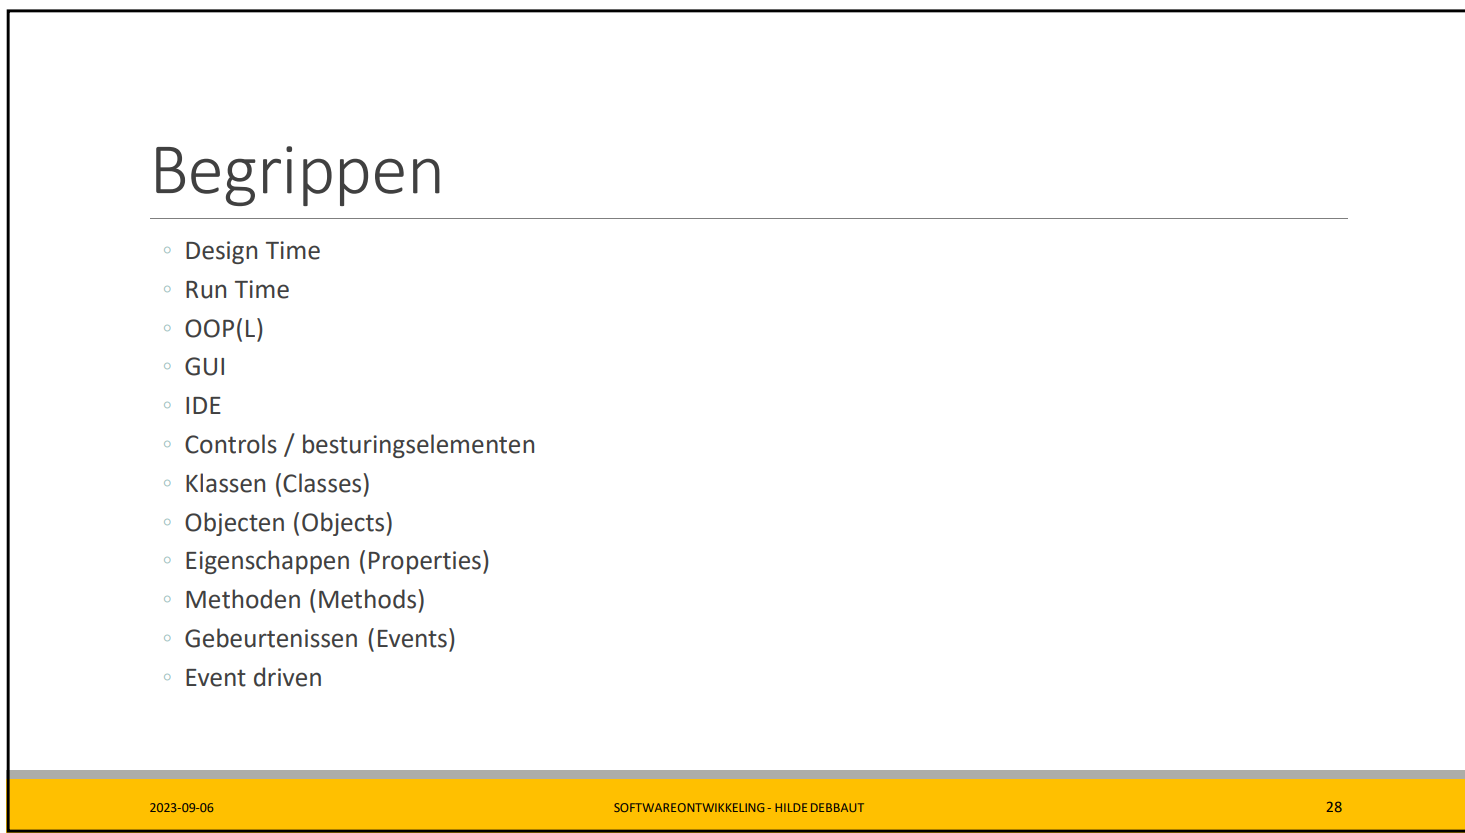 Begrippen
◦ Design Time
◦ Run Time
◦ OOP(L)
◦ GUI
◦ IDE
◦ Controls / besturingselementen
◦ Klassen (Classes)
◦ Objecten (Objects)
◦ Eigenschappen (Properties)
◦ Methoden (Methods)
◦ Gebeurtenissen (Events)
◦ Event driven
2023-09-06 SOFTWAREONTWIKKELING - HILDE DEBBAUT 28